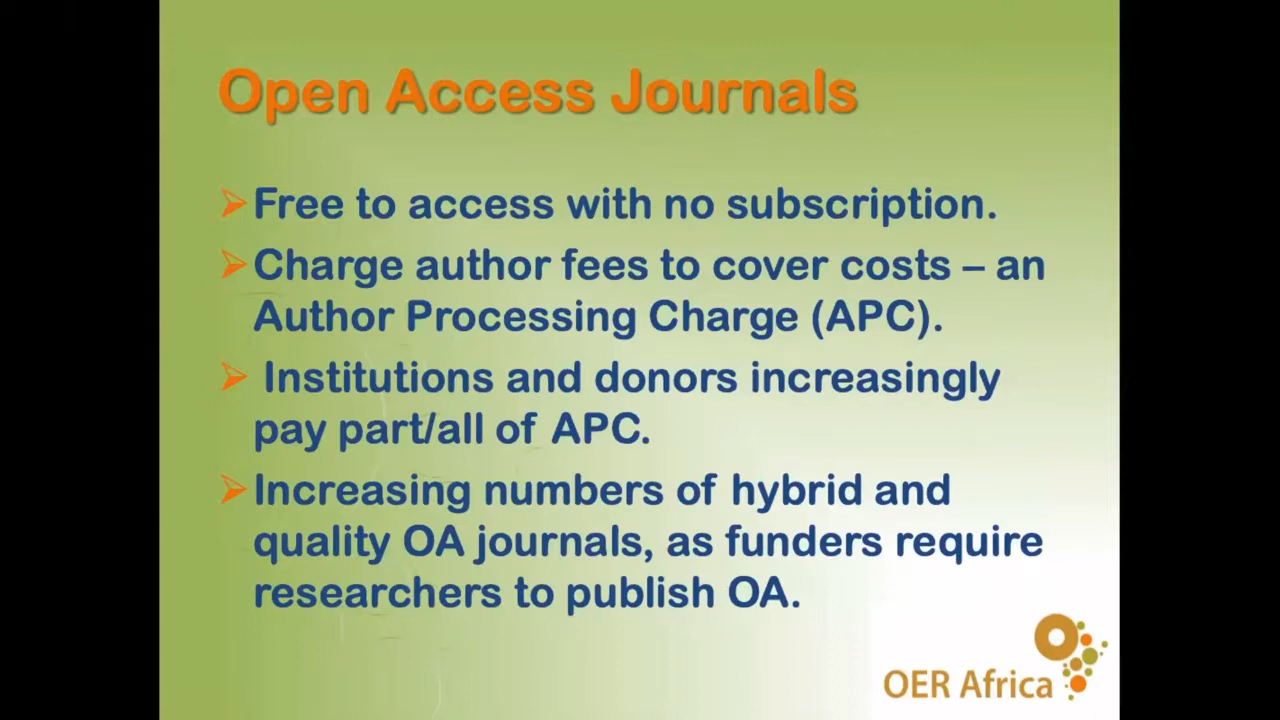 Open Access Journals
Free to access with no subscription.
Charge author fees to cover costs – an
Author Processing Charge (APC).
Institutions and donors increasingly
pay part/all of APC.
Increasing numbers of hybrid and
quality OA journals, as funders require
researchers to publish OA.
OER Africa